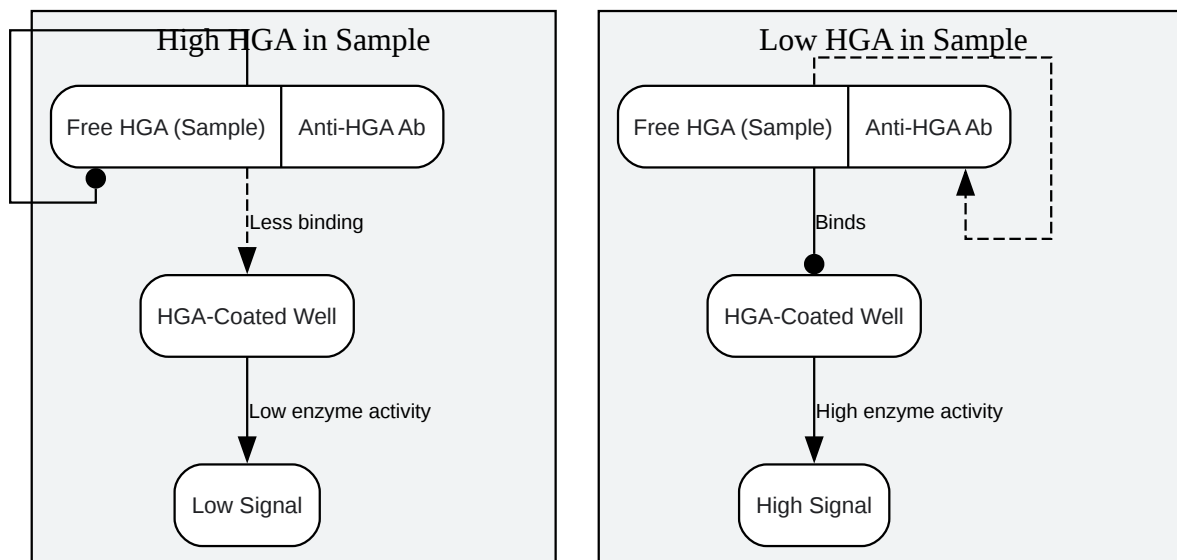 High HGA in Sample
Free HGA (Sample)
Anti-HGA Ab
Less binding
HGA-Coated Well
Low enzyme activity
Low Signal
Low HGA in Sample
Free HGA (Sample)
Anti-HGA Ab
Binds
HGA-Coated Well
High enzyme activity
High Signal